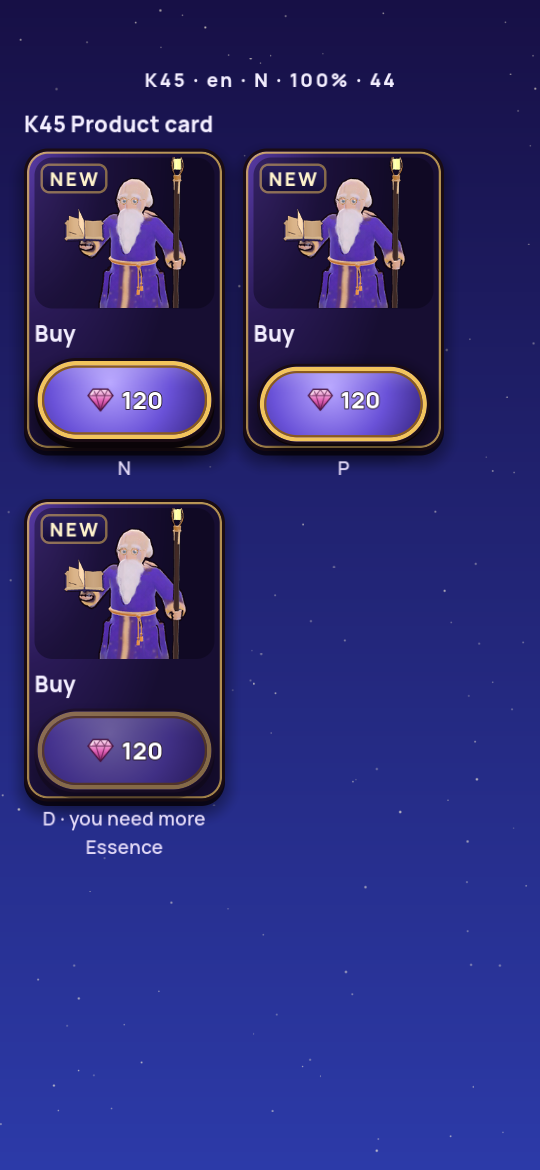 K45 · en · N · 100% · 44
K45 Product card
NEW
NEW
Buy
Buy
120
120
N
P
NEW
Buy
120
D · you need more
Essence